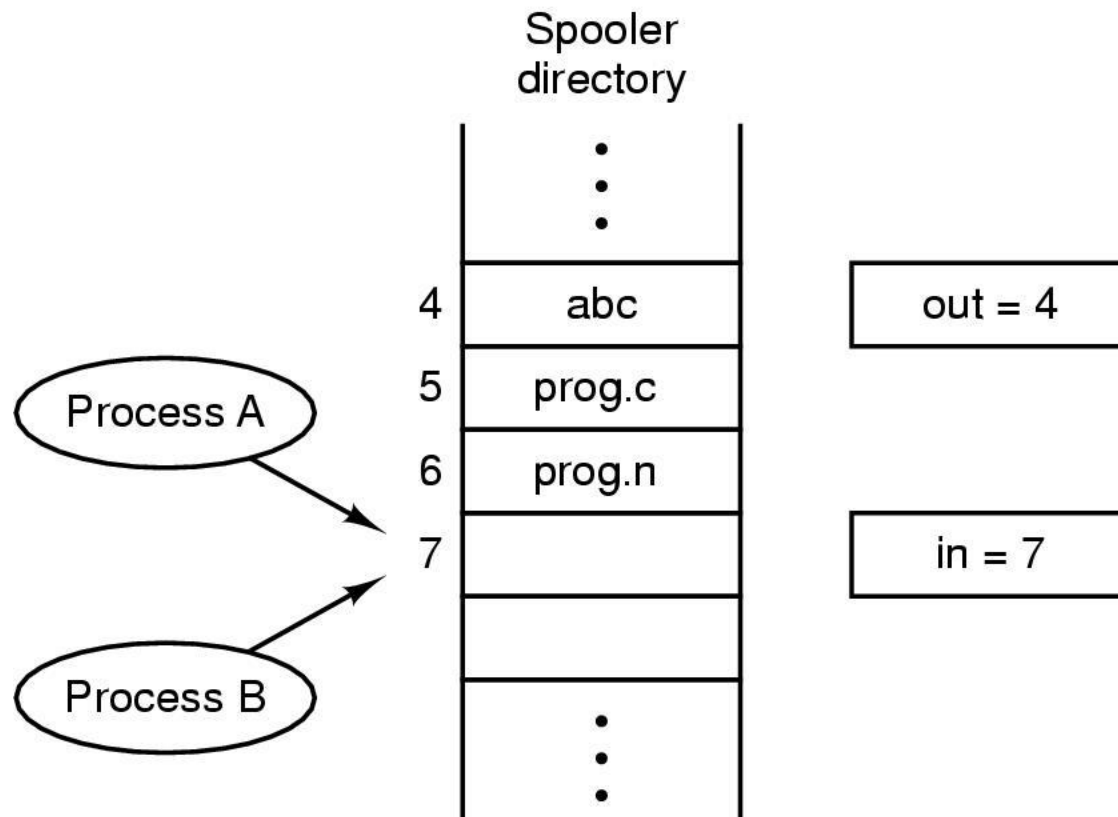 Spooler
directory
4
abc
out = 4
Process A
5
prog.c
6
prog.n
7
in = 7
Process B